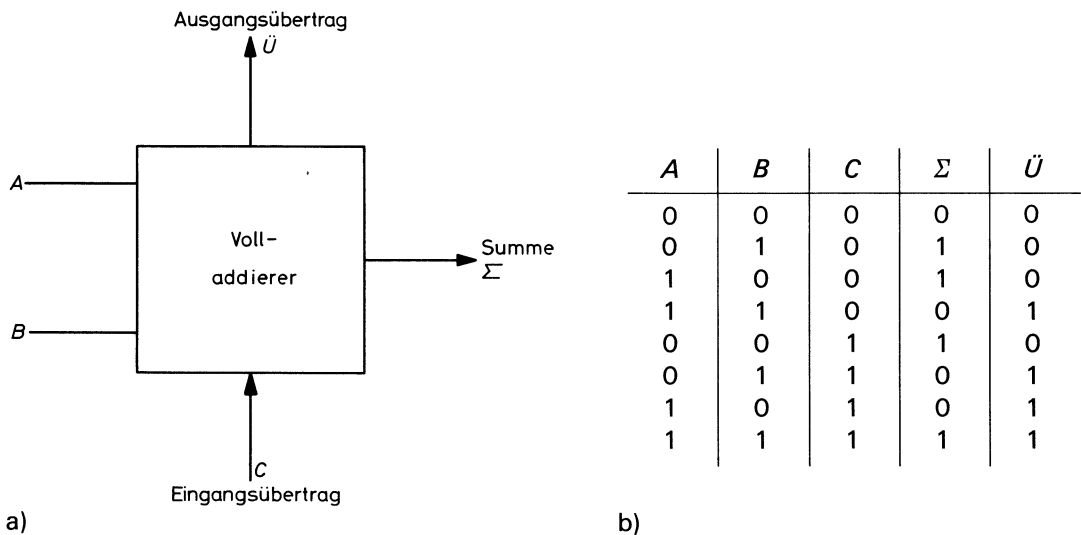 Ausgangsübertrag
Ü
A
Voll-
addierer
Summe
Σ
B
C
Eingangsübertrag
a)
A B C Σ Ü
0 0 0 0 0
0 1 0 1 0
1 0 0 1 0
1 1 0 0 1
0 0 1 1 0
0 1 1 0 1
1 0 1 0 1
1 1 1 1 1
b)